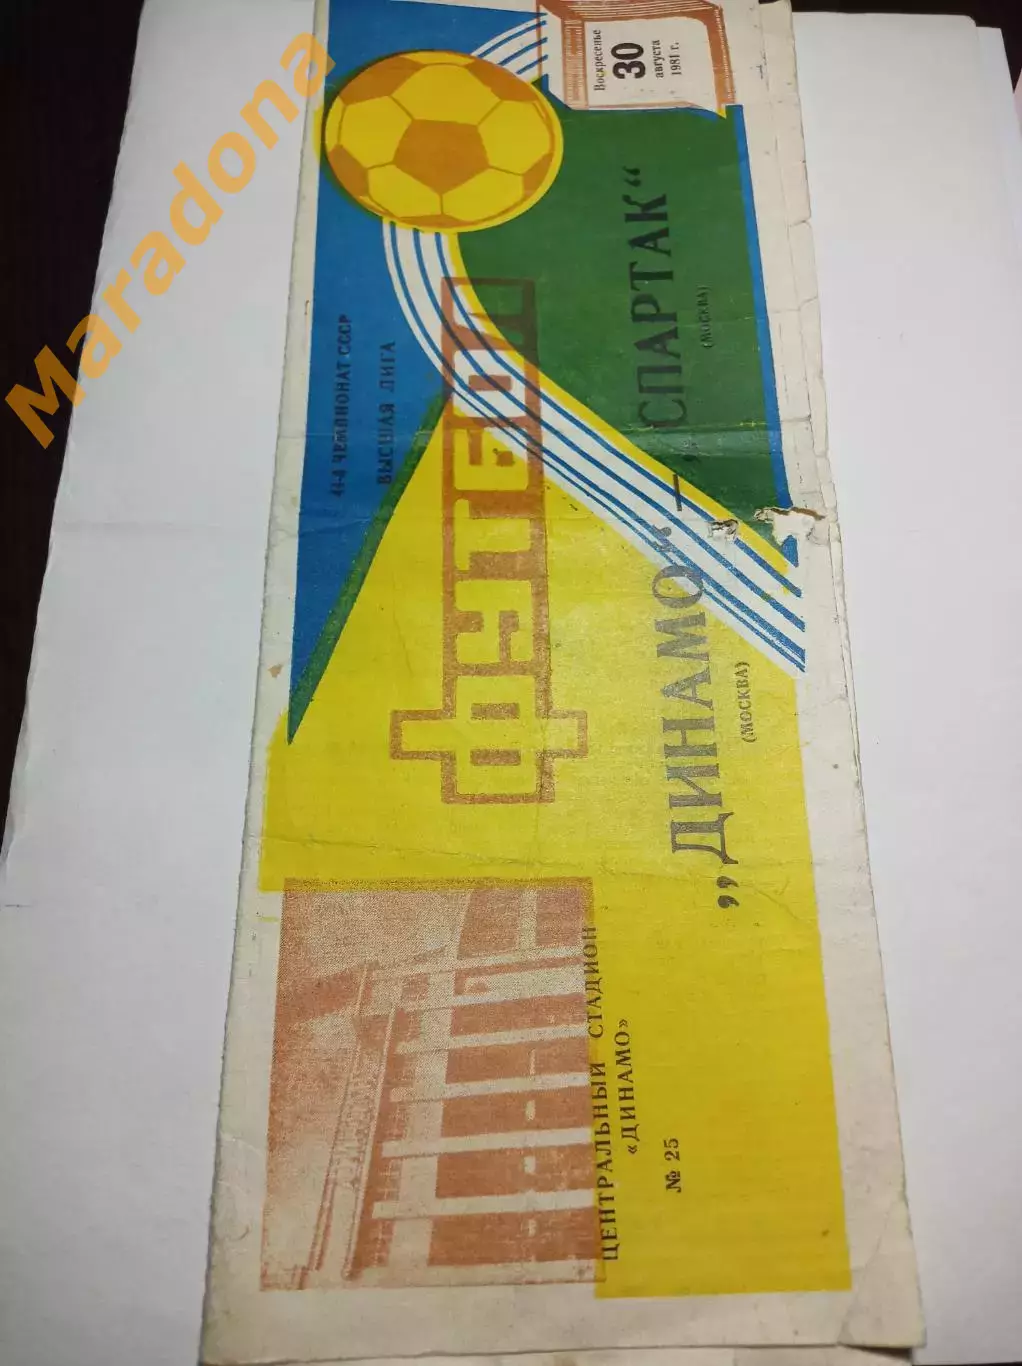 Maradona
Воскресенье
30
августа
1981 г.
44-й ЧЕМПИОНАТ СССР
ВЫСШАЯ ЛИГА
ФУТБОЛ
„ДИНАМО“ — „СПАРТАК“
(МОСКВА) (МОСКВА)
ЦЕНТРАЛЬНЫЙ СТАДИОН
«ДИНАМО»
№ 25